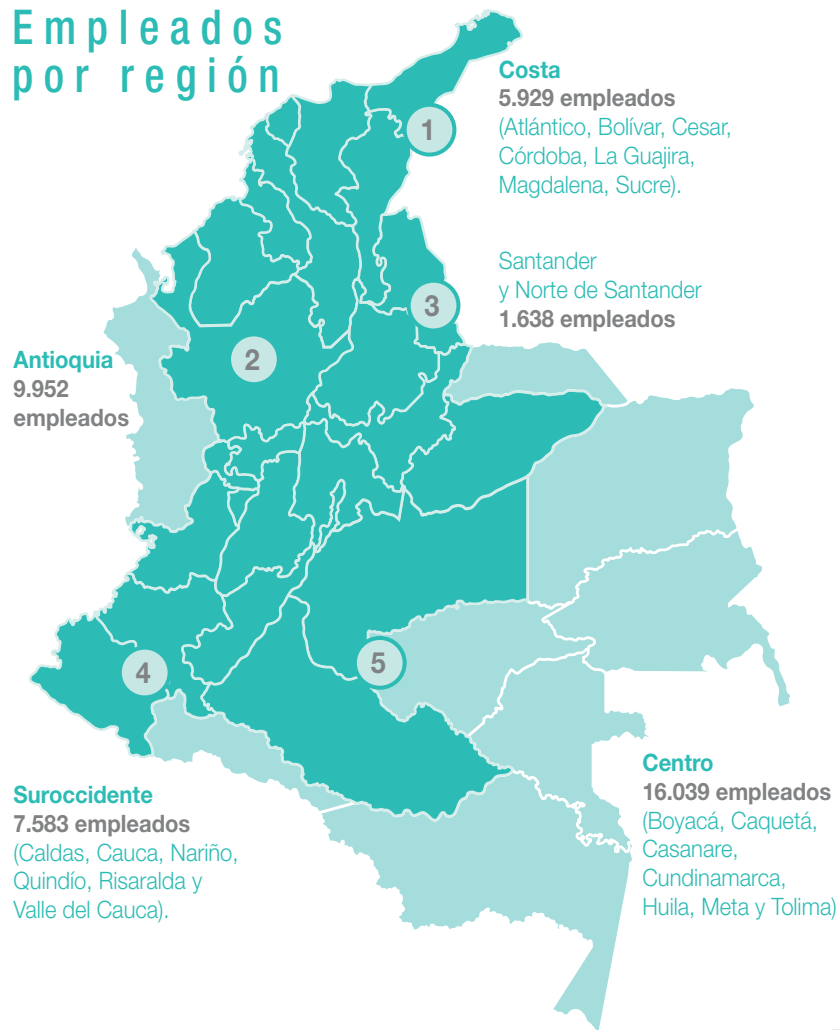 Empleados
por región
Costa
5.929 empleados
(Atlántico, Bolívar, Cesar,
Córdoba, La Guajira,
Magdalena, Sucre).
1
Santander
y Norte de Santander
1.638 empleados
3
2
Antioquia
9.952
empleados
4
5
Suroccidente
7.583 empleados
(Caldas, Cauca, Nariño,
Quindío, Risaralda y
Valle del Cauca).
Centro
16.039 empleados
(Boyacá, Caquetá,
Casanare,
Cundinamarca,
Huila, Meta y Tolima)